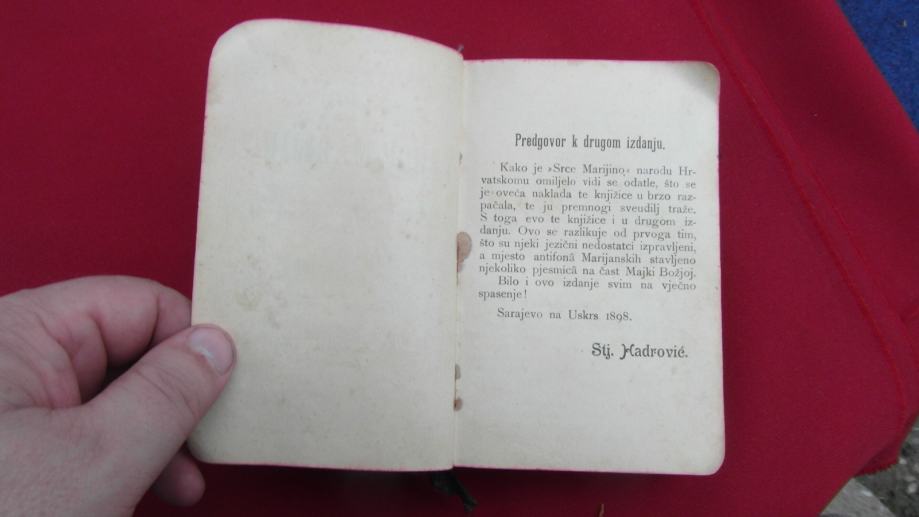 Predgovor k drugom izdanju.
Kako je »Srce Marijino« narodu Hr-
vatskomu omiljelo vidi se odatle, što se
je oveća naklada te knjižice u brzo raz-
pačala, te ju premnogi sveudilj traže.
S toga evo te knjižice i u drugom iz-
danju. Ovo se razlikuje od prvoga tim,
što su njeki jezični nedostatci izpravljeni,
a mjesto antifonâ Marijanskih stavljeno
njekoliko pjesmicâ na čast Majki Božjoj.
Bilo i ovo izdanje svim na vječno
spasenje!
Sarajevo na Uskrs 1898.
Stj. Hadrović.